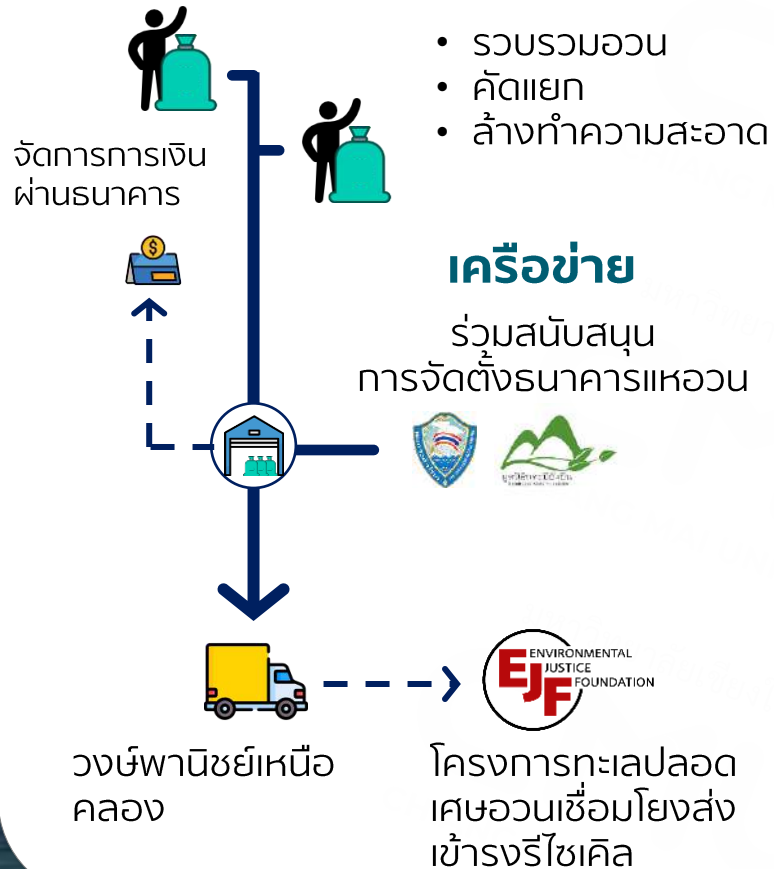 • รวบรวมอวน
• คัดแยก
• ล้างทำความสะอาด
จัดการการเงิน
ผ่านธนาคาร
เครือข่าย
ร่วมสนับสนุน
การจัดตั้งธนาคารแหอวน
ENVIRONMENTAL
JUSTICE
FOUNDATION
EJF
วงษ์พานิชย์เหนือ
คลอง
โครงการทะเลปลอด
เศษอวนเชื่อมโยงส่ง
เข้ารงรีไซเคิล